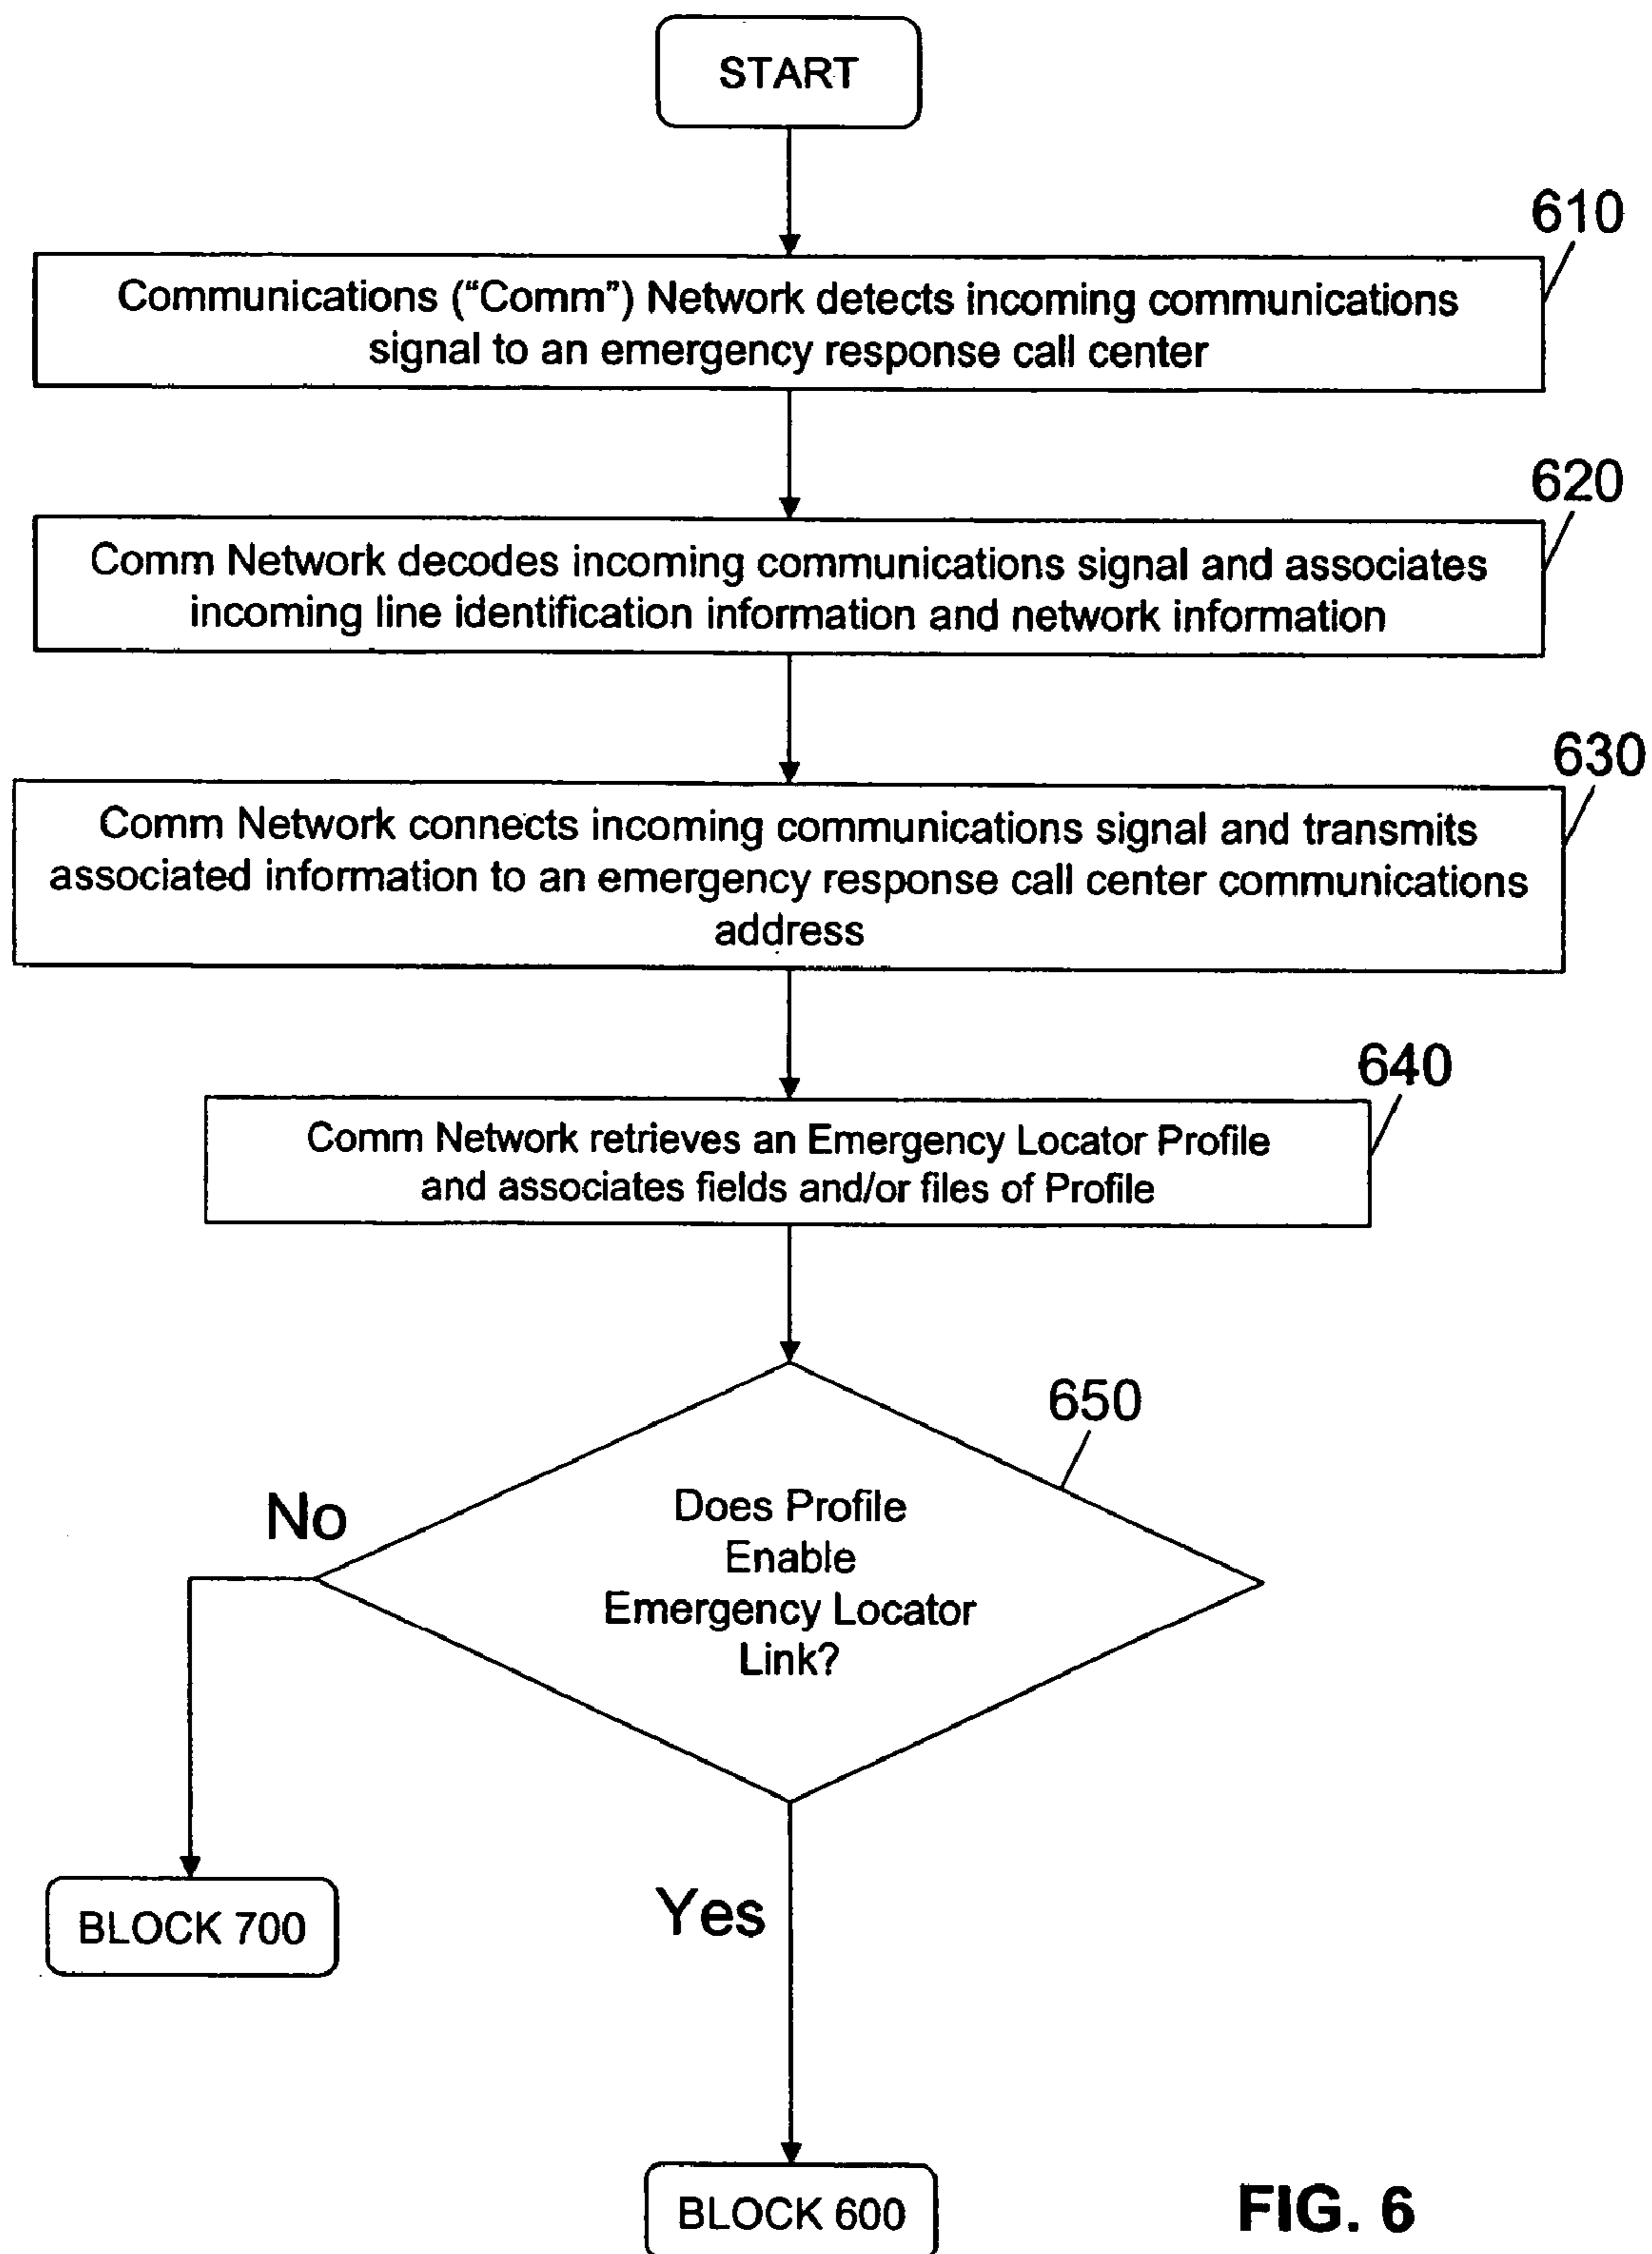 START
610
Communications (“Comm”) Network detects incoming communications
signal to an emergency response call center
620
Comm Network decodes incoming communications signal and associates
incoming line identification information and network information
630
Comm Network connects incoming communications signal and transmits
associated information to an emergency response call center communications
address
640
Comm Network retrieves an Emergency Locator Profile
and associates fields and/or files of Profile
650
Does Profile
Enable
Emergency Locator
Link?
No
Yes
BLOCK 700
BLOCK 600
FIG. 6